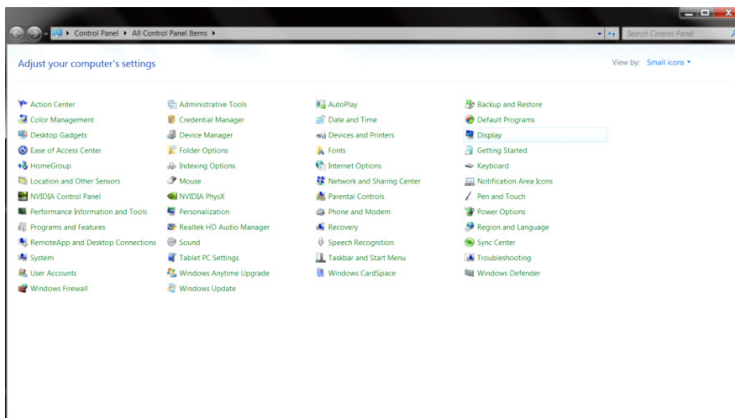 Control Panel ▸ All Control Panel Items ▸ Search Control Panel
Adjust your computer's settings View by: Small icons
Action Center Administrative Tools AutoPlay Backup and Restore
Color Management Credential Manager Date and Time Default Programs
Desktop Gadgets Device Manager Devices and Printers Display
Ease of Access Center Folder Options Fonts Getting Started
HomeGroup Indexing Options Internet Options Keyboard
Location and Other Sensors Mouse Network and Sharing Center Notification Area Icons
NVIDIA Control Panel NVIDIA PhysX Parental Controls Pen and Touch
Performance Information and Tools Personalization Phone and Modem Power Options
Programs and Features Realtek HD Audio Manager Recovery Region and Language
RemoteApp and Desktop Connections Sound Speech Recognition Sync Center
System Tablet PC Settings Taskbar and Start Menu Troubleshooting
User Accounts Windows Anytime Upgrade Windows CardSpace Windows Defender
Windows Firewall Windows Update